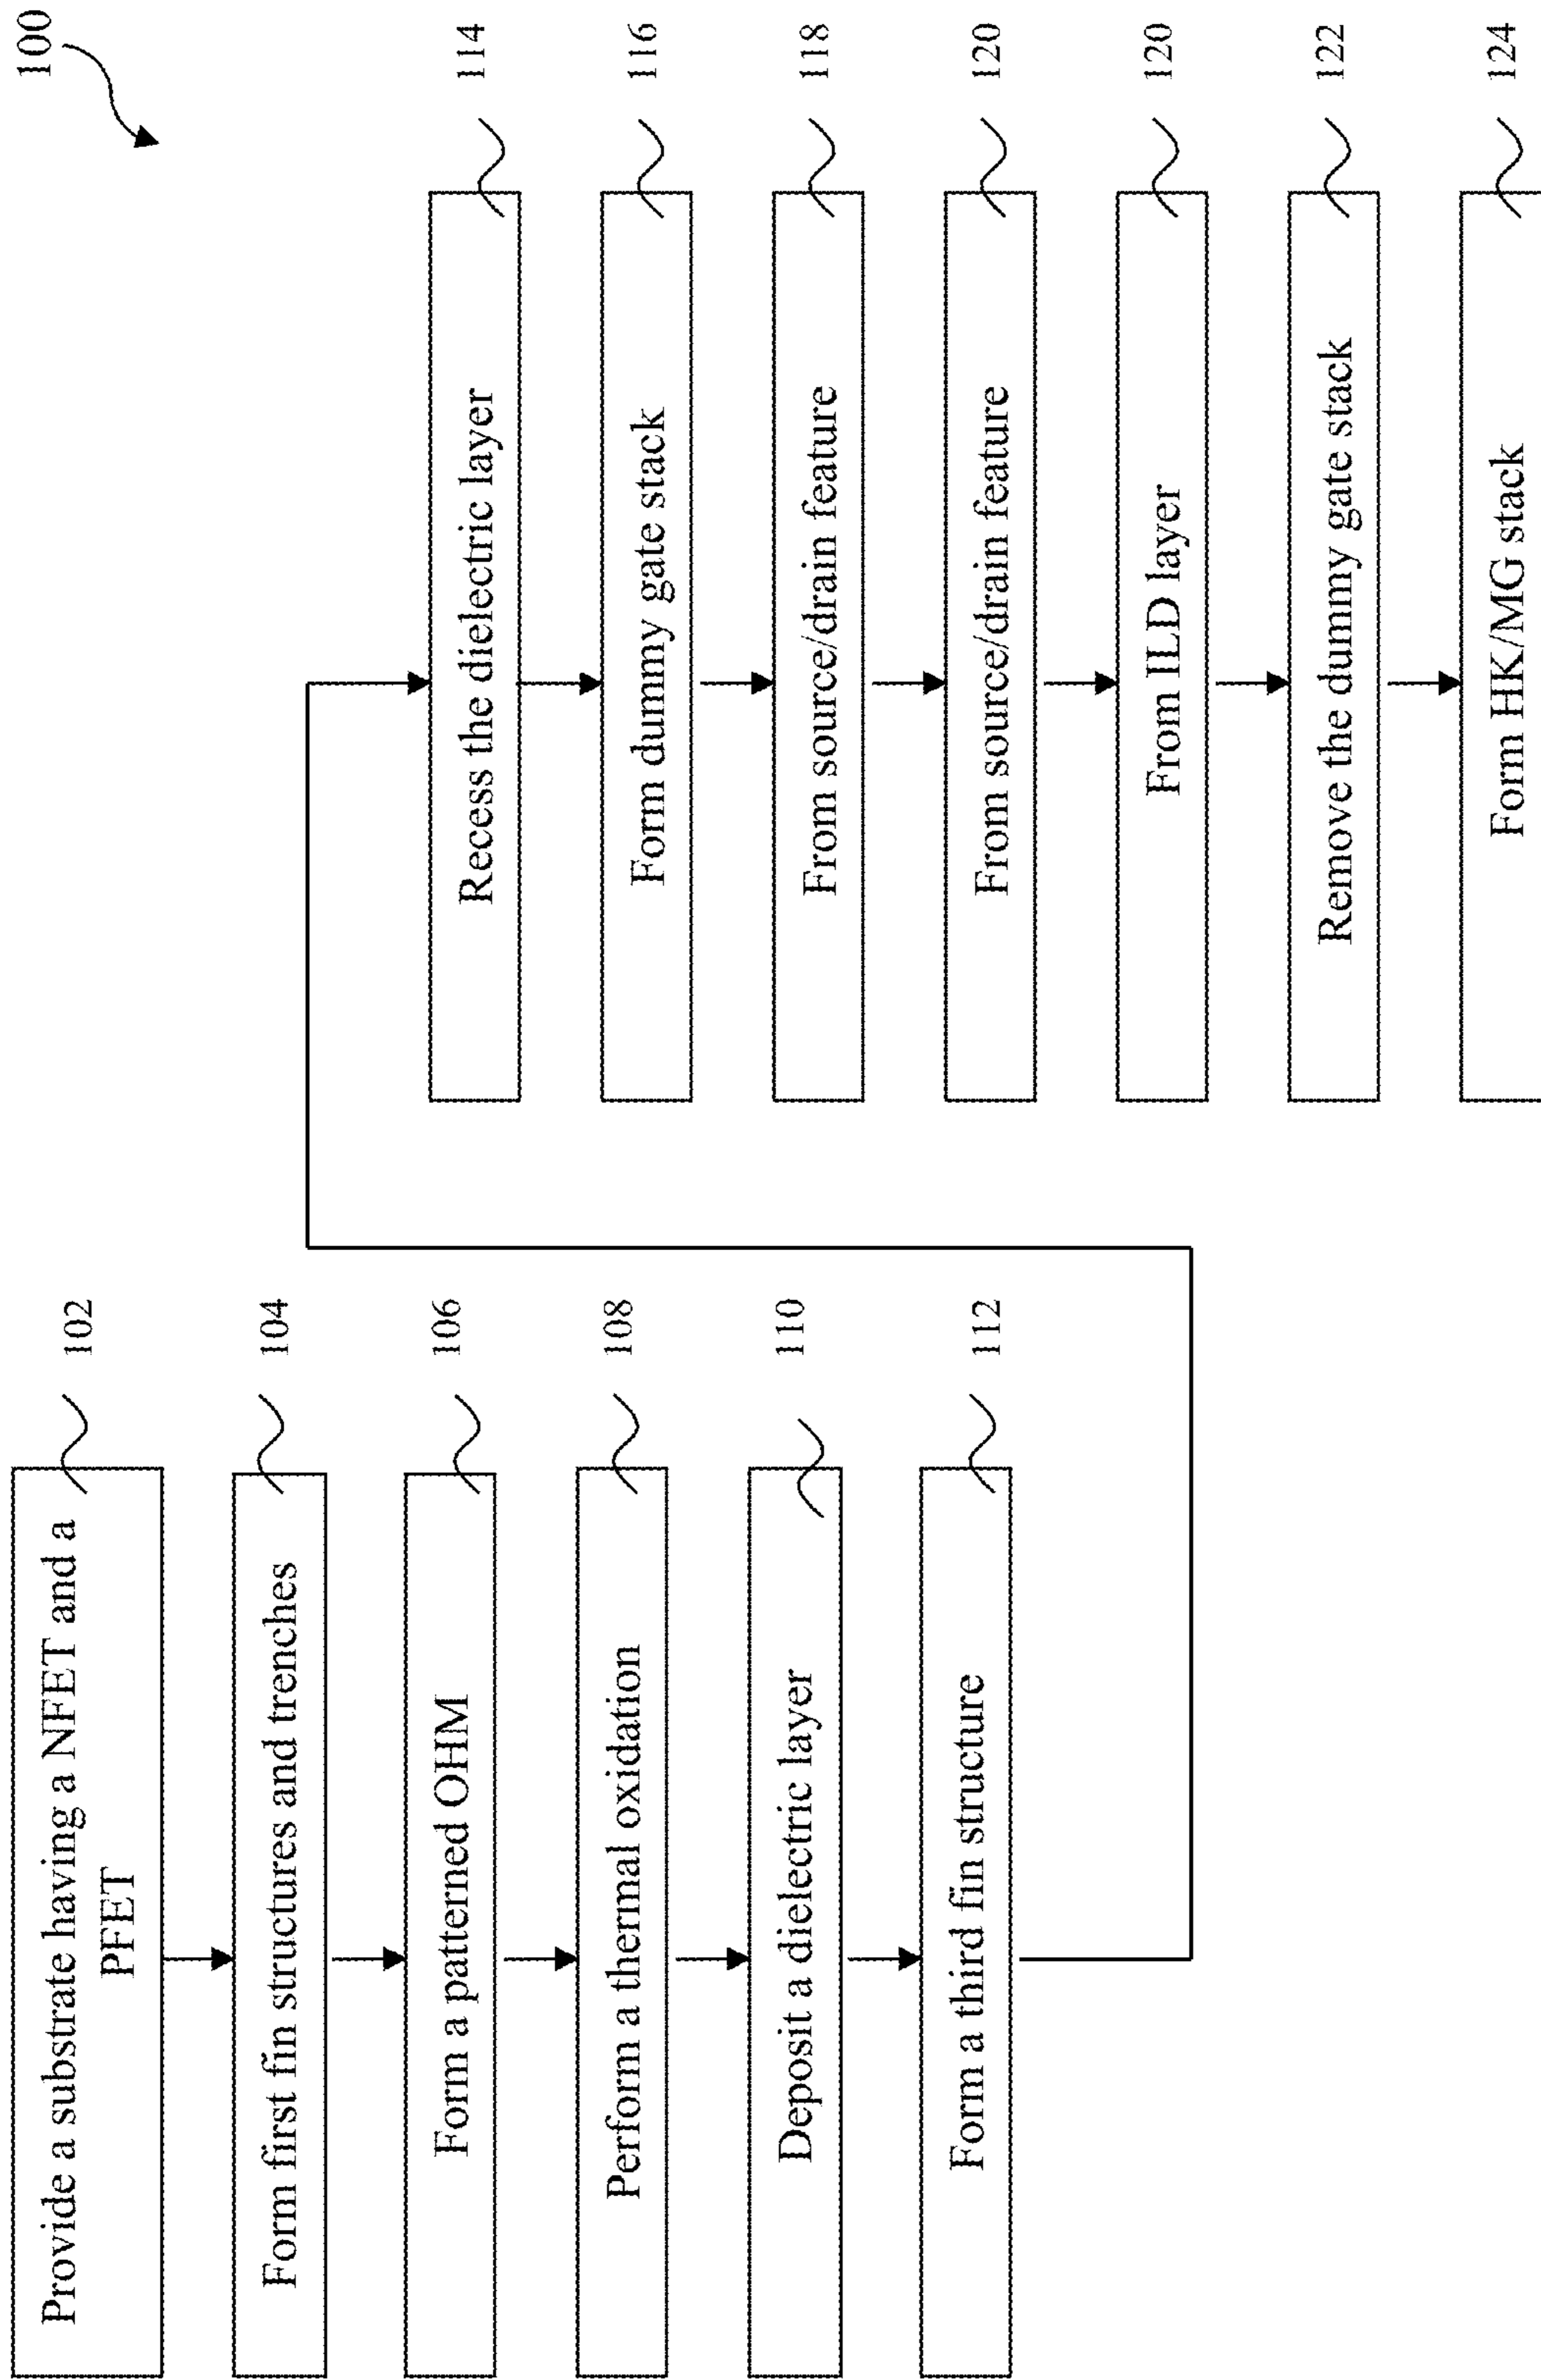 100
Provide a substrate having a NFET and a
PFET
102
Form first fin structures and trenches
104
Form a patterned OHM
106
Perform a thermal oxidation
108
Deposit a dielectric layer
110
Form a third fin structure
112
Recess the dielectric layer
114
Form dummy gate stack
116
From source/drain feature
118
From source/drain feature
120
From ILD layer
120
Remove the dummy gate stack
122
Form HK/MG stack
124